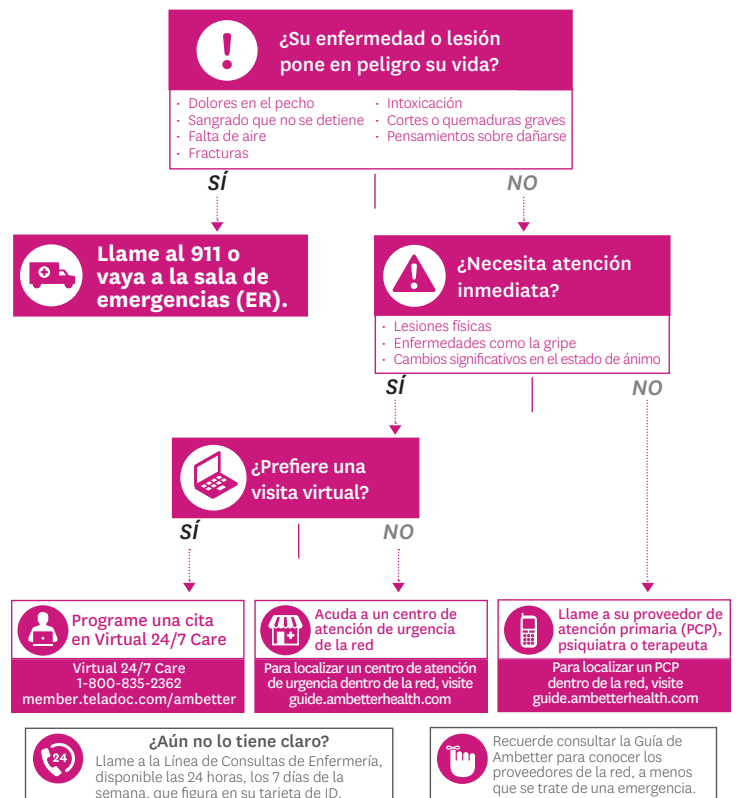 ¿Su enfermedad o lesión
pone en peligro su vida?
· Dolores en el pecho
· Sangrado que no se detiene
· Falta de aire
· Fracturas
· Intoxicación
· Cortes o quemaduras graves
· Pensamientos sobre dañarse
SÍ
NO
Llame al 911 o
vaya a la sala de
emergencias (ER).
¿Necesita atención
inmediata?
· Lesiones físicas
· Enfermedades como la gripe
· Cambios significativos en el estado de ánimo
SÍ
NO
¿Prefiere una
visita virtual?
SÍ
NO
Programe una cita
en Virtual 24/7 Care
Virtual 24/7 Care
1-800-835-2362
member.teladoc.com/ambetter
Acuda a un centro de
atención de urgencia
de la red
Para localizar un centro de atención
de urgencia dentro de la red, visite
guide.ambetterhealth.com
Llame a su proveedor de
atención primaria (PCP),
psiquiatra o terapeuta
Para localizar un PCP
dentro de la red, visite
guide.ambetterhealth.com
24
¿Aún no lo tiene claro?
Llame a la Línea de Consultas de Enfermería,
disponible las 24 horas, los 7 días de la
semana, que figura en su tarjeta de ID.
Recuerde consultar la Guía de
Ambetter para conocer los
proveedores de la red, a menos
que se trate de una emergencia.